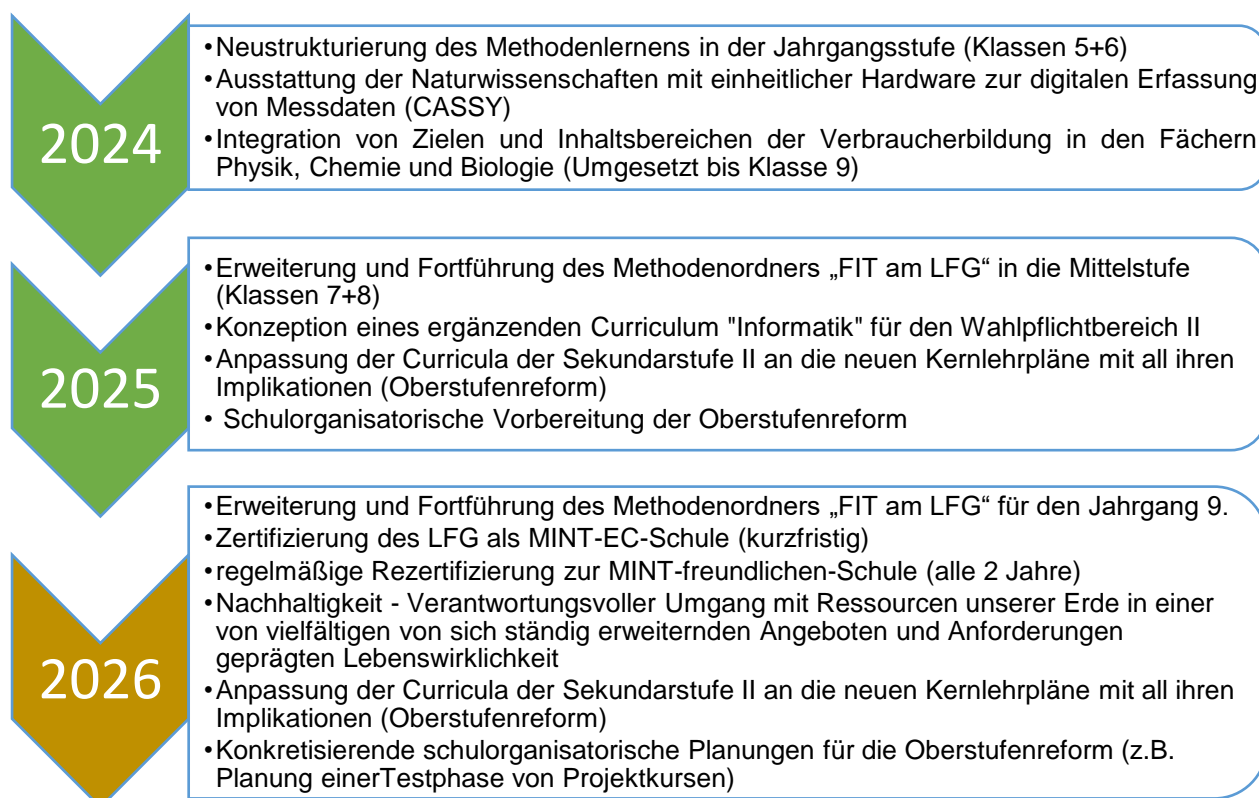 2024
•Neustrukturierung des Methodenlernens in der Jahrgangsstufe (Klassen 5+6)
•Ausstattung der Naturwissenschaften mit einheitlicher Hardware zur digitalen Erfassung
von Messdaten (CASSY)
•Integration von Zielen und Inhaltsbereichen der Verbraucherbildung in den Fächern
Physik, Chemie und Biologie (Umgesetzt bis Klasse 9)
2025
•Erweiterung und Fortführung des Methodenordners „FIT am LFG“ in die Mittelstufe
(Klassen 7+8)
•Konzeption eines ergänzenden Curriculum "Informatik" für den Wahlpflichtbereich II
•Anpassung der Curricula der Sekundarstufe II an die neuen Kernlehrpläne mit all ihren
Implikationen (Oberstufenreform)
• Schulorganisatorische Vorbereitung der Oberstufenreform
2026
•Erweiterung und Fortführung des Methodenordners „FIT am LFG“ für den Jahrgang 9.
•Zertifizierung des LFG als MINT-EC-Schule (kurzfristig)
•regelmäßige Rezertifizierung zur MINT-freundlichen-Schule (alle 2 Jahre)
•Nachhaltigkeit - Verantwortungsvoller Umgang mit Ressourcen unserer Erde in einer
von vielfältigen von sich ständig erweiternden Angeboten und Anforderungen
geprägten Lebenswirklichkeit
•Anpassung der Curricula der Sekundarstufe II an die neuen Kernlehrpläne mit all ihren
Implikationen (Oberstufenreform)
•Konkretisierende schulorganisatorische Planungen für die Oberstufenreform (z.B.
Planung einerTestphase von Projektkursen)